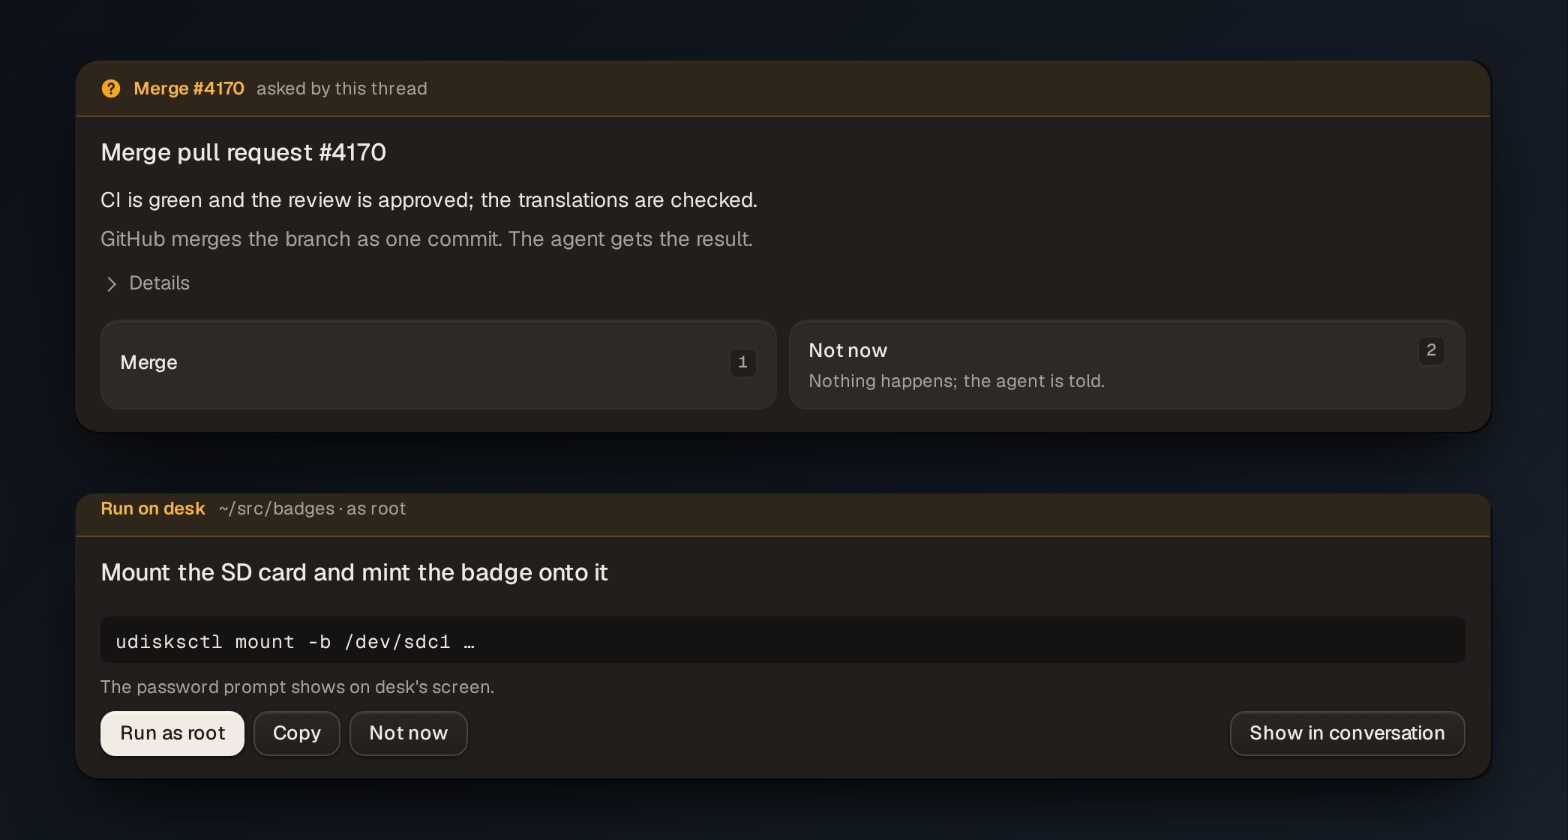 Merge #4170 asked by this thread
Merge pull request #4170
CI is green and the review is approved; the translations are checked.
GitHub merges the branch as one commit. The agent gets the result.
Details
Merge 1
Not now 2
Nothing happens; the agent is told.
Run on desk ~/src/badges · as root
Mount the SD card and mint the badge onto it
udisksctl mount -b /dev/sdc1 …
The password prompt shows on desk's screen.
Run as root Copy Not now Show in conversation